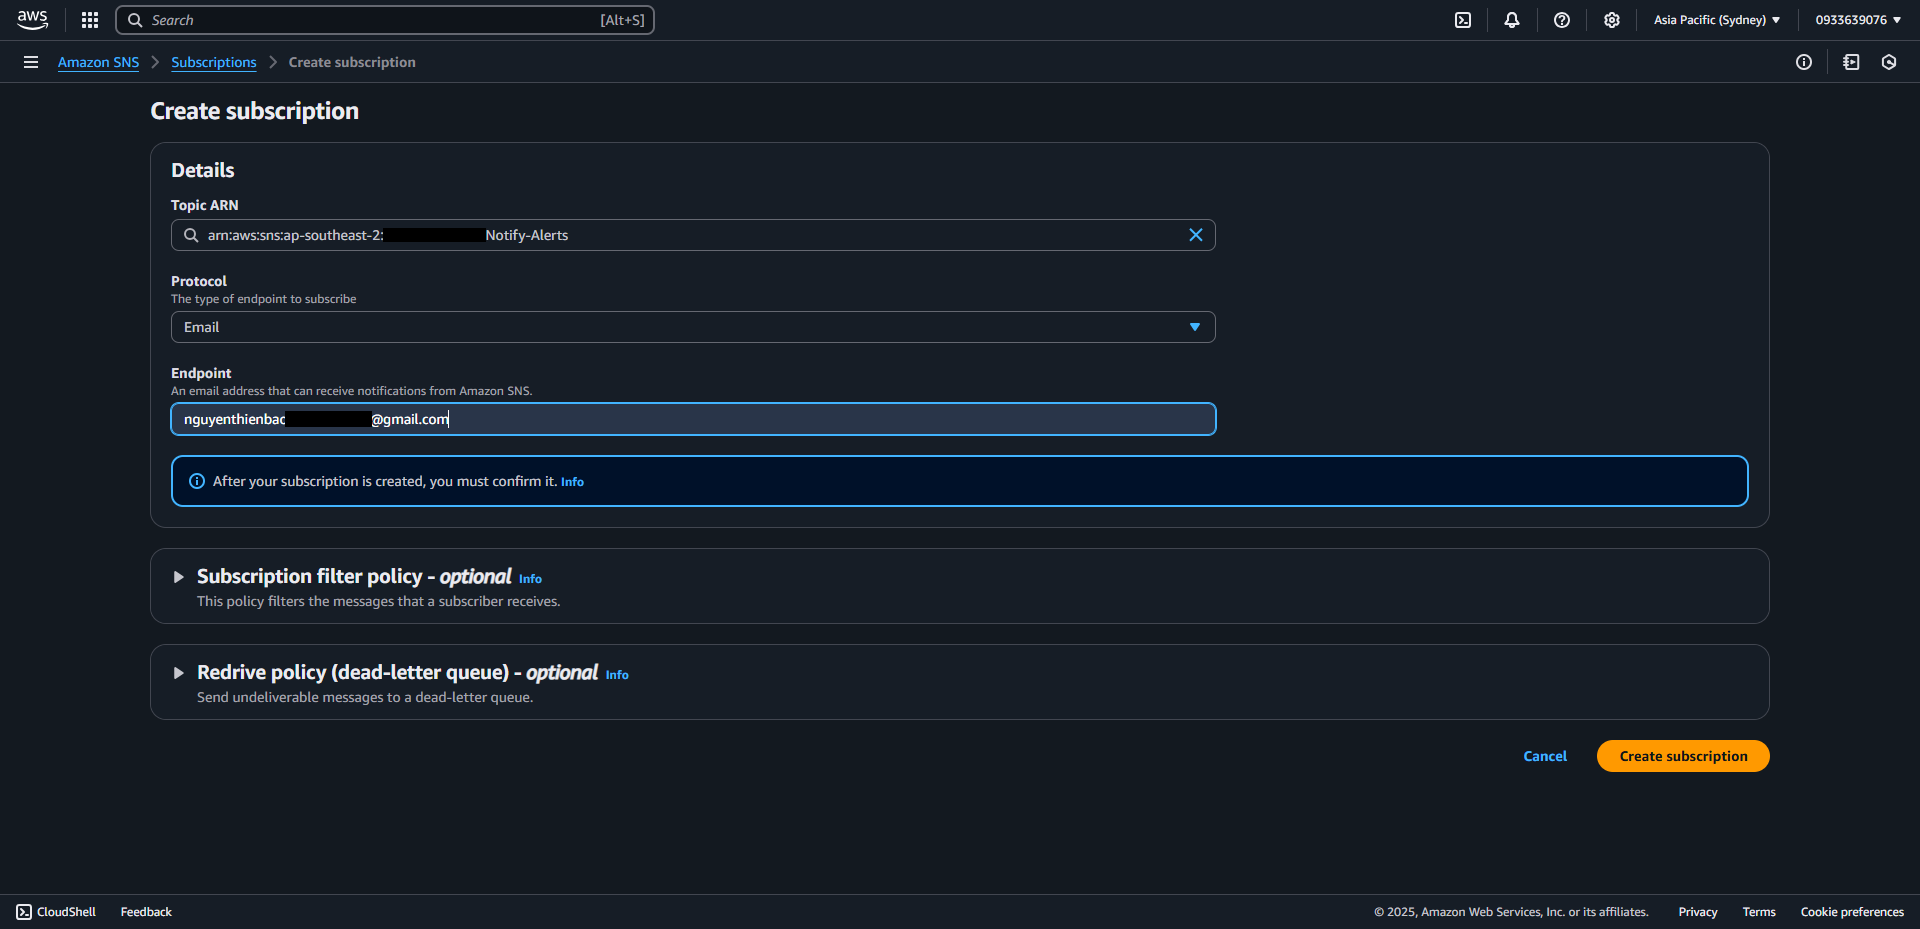 aws Search [Alt+S] Asia Pacific (Sydney) 0933639076
Amazon SNS Subscriptions Create subscription
Create subscription
Details
Topic ARN
arn:aws:sns:ap-southeast-2: Notify-Alerts
Protocol
The type of endpoint to subscribe
Email
Endpoint
An email address that can receive notifications from Amazon SNS.
nguyenthienbao @gmail.com
After your subscription is created, you must confirm it. Info
Subscription filter policy - optional Info
This policy filters the messages that a subscriber receives.
Redrive policy (dead-letter queue) - optional Info
Send undeliverable messages to a dead-letter queue.
Cancel Create subscription
CloudShell Feedback © 2025, Amazon Web Services, Inc. or its affiliates. Privacy Terms Cookie preferences